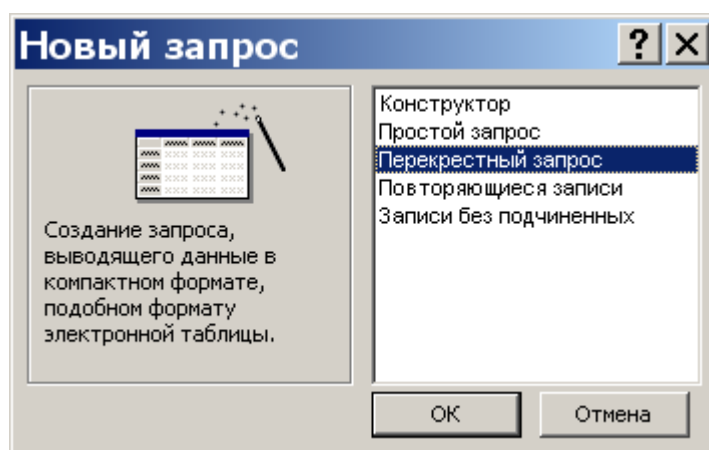 Новый запрос
Создание запроса,
выводящего данные в
компактном формате,
подобном формату
электронной таблицы.
Конструктор
Простой запрос
Перекрестный запрос
Повторяющиеся записи
Записи без подчиненных
ОК
Отмена